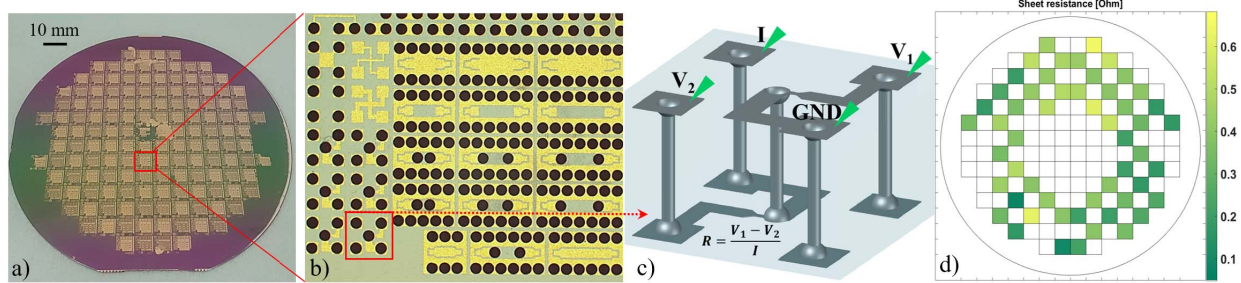 10 mm
a)
b)
I
V1
V2
GND
R = V1 − V2 / I
c)
Sheet resistance [Ohm]
0.6
0.5
0.4
0.3
0.2
0.1
d)